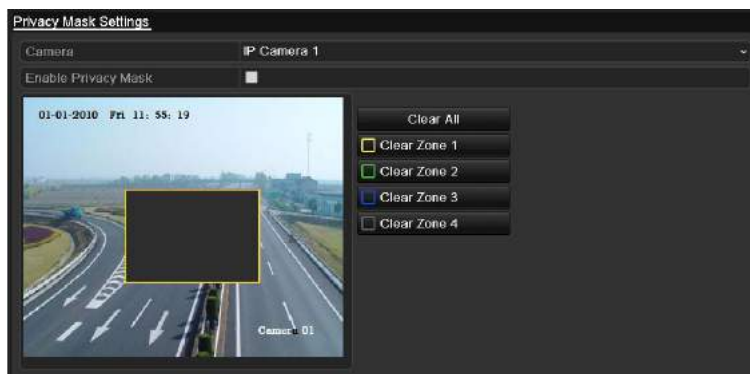 Privacy Mask Settings
Camera IP Camera 1
Enable Privacy Mask
01-01-2010 Fri 11:55:19
Clear All
Clear Zone 1
Clear Zone 2
Clear Zone 3
Clear Zone 4
Camera 01